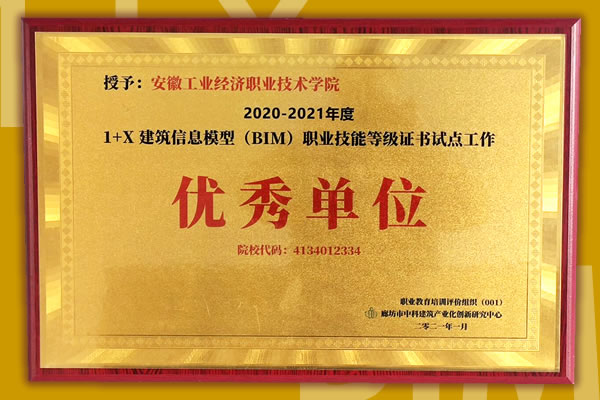 授予：安徽工业经济职业技术学院
2020-2021年度
1+X 建筑信息模型（BIM）职业技能等级证书试点工作
优秀单位
院校代码：4134012334
职业教育培训评价组织（001）
廊坊市中科建筑产业化创新研究中心
二零二一年一月